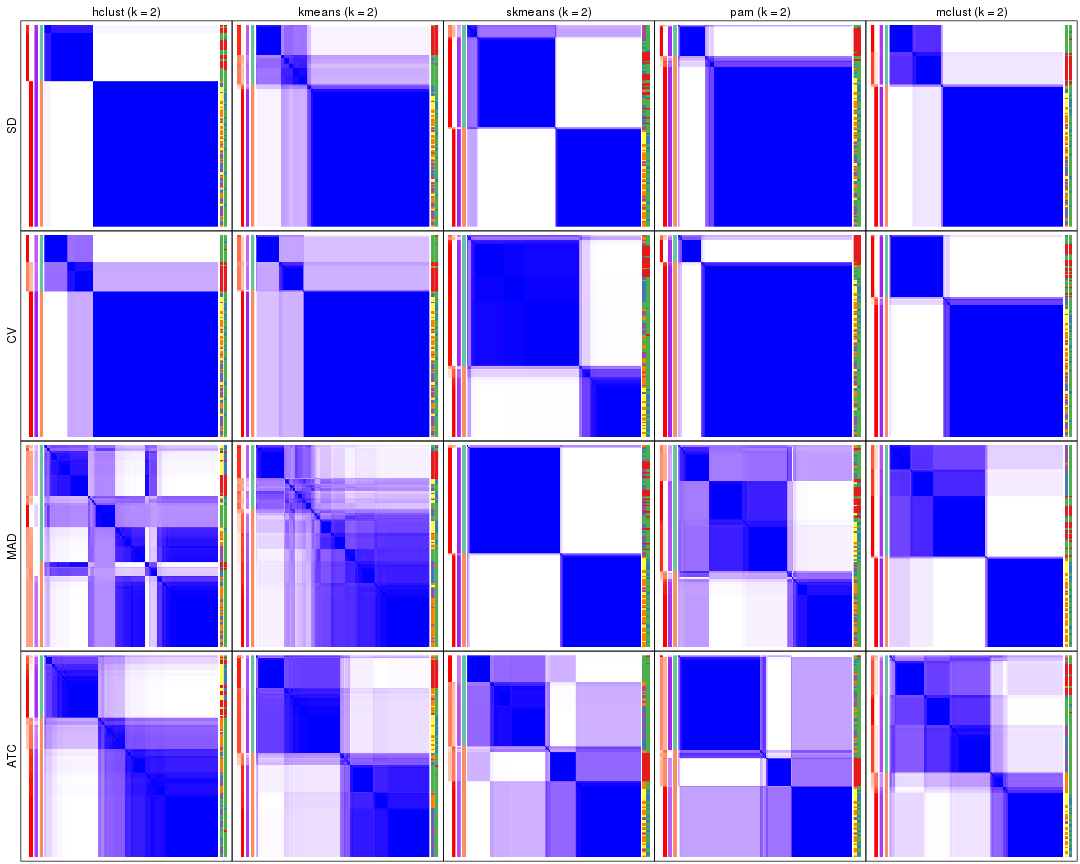 hclust (k = 2) kmeans (k = 2) skmeans (k = 2) pam (k = 2) mclust (k = 2)
SD
CV
MAD
ATC